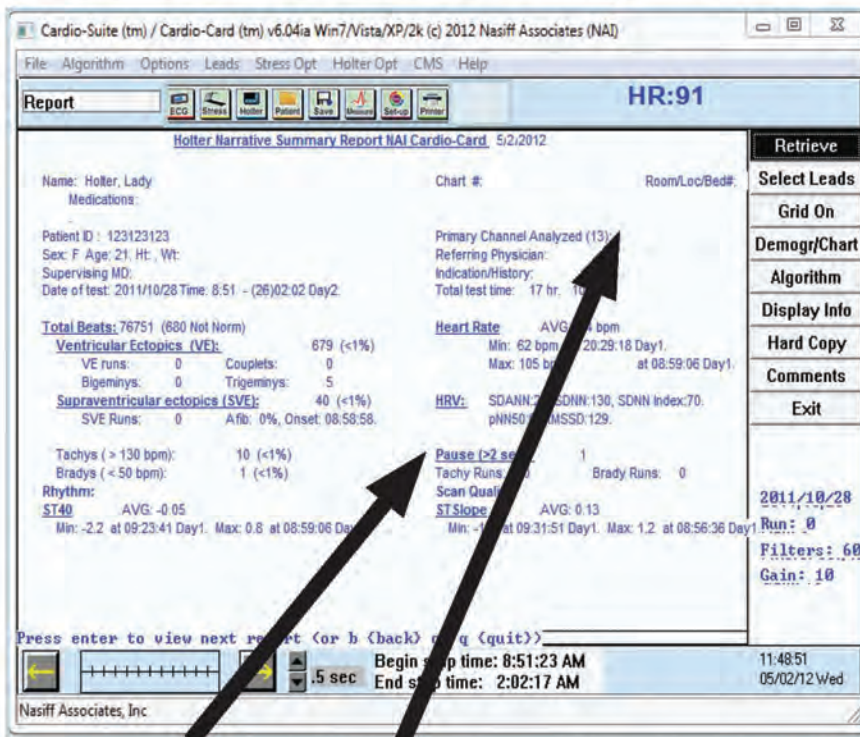 Cardio-Suite (tm) / Cardio-Card (tm) v6.04ia Win7/Vista/XP/2k (c) 2012 Nasiff Associates (NAI)
File Algorithm Options Leads Stress Opt Holter Opt CMS Help
Report ECG Stress Holter Patient Save Measure Set-up Printer HR:91
Holter Narrative Summary Report NAI Cardio-Card 5/2/2012
Name: Holter, Lady Chart #: Room/Loc/Bed#:
Medications:
Patient ID : 123123123 Primary Channel Analyzed (13):
Sex: F Age: 21, Ht: , Wt: Referring Physician:
Supervising MD: Indication/History:
Date of test: 2011/10/28 Time: 8:51 - (26)02:02 Day2. Total test time: 17 hr,
Total Beats: 76751 (680 Not Norm) Heart Rate AVG: bpm
Ventricular Ectopics (VE): 679 (<1%) Min: 62 bpm 20:29:18 Day1.
VE runs: 0 Couplets: 0 Max: 105 at 08:59:06 Day1.
Bigeminys: 0 Trigeminys: 5
Supraventricular ectopics (SVE): 40 (<1%) HRV: SDNN:130, SDNN Index:70.
SVE Runs: 0 Afib: 0%, Onset: 08:58:58.
Tachys ( > 130 bpm): 10 (<1%) Pause (>2 1
Bradys ( < 50 bpm): 1 (<1%) Tachy Runs: Brady Runs: 0
Rhythm: Scan
ST40 AVG: -0.05 STSlope AVG: 0.13
Min: -2.2 at 09:23:41 Day1. Max: 0.8 at 08:59:06 Min: at 09:31:51 Day1. Max: 1.2 at 08:56:36 Day1.
Press enter to view next report (or b (back) q (quit))
Retrieve
Select Leads
Grid On
Demogr/Chart
Algorithm
Display Info
Hard Copy
Comments
Exit
2011/10/28
Run: 0
Filters: 60
Gain: 10
.5 sec Begin time: 8:51:23 AM
End time: 2:02:17 AM
11:48:51
05/02/12 Wed
Nasiff Associates, Inc